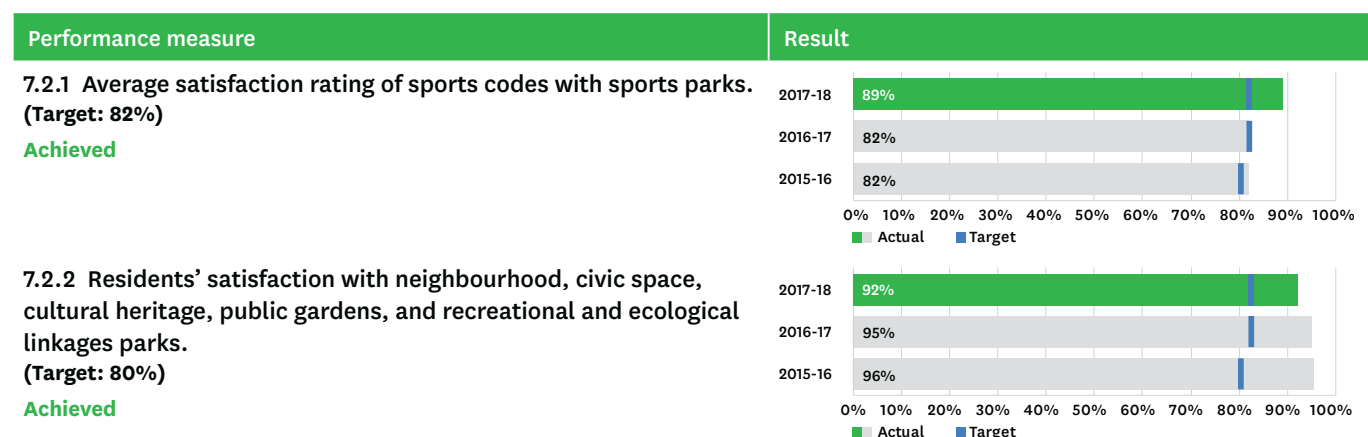 Performance measure
Result
7.2.1 Average satisfaction rating of sports codes with sports parks.
(Target: 82%)
Achieved
2017-18 89%
2016-17 82%
2015-16 82%
0% 10% 20% 30% 40% 50% 60% 70% 80% 90% 100%
Actual Target
7.2.2 Residents’ satisfaction with neighbourhood, civic space,
cultural heritage, public gardens, and recreational and ecological
linkages parks.
(Target: 80%)
Achieved
2017-18 92%
2016-17 95%
2015-16 96%
0% 10% 20% 30% 40% 50% 60% 70% 80% 90% 100%
Actual Target